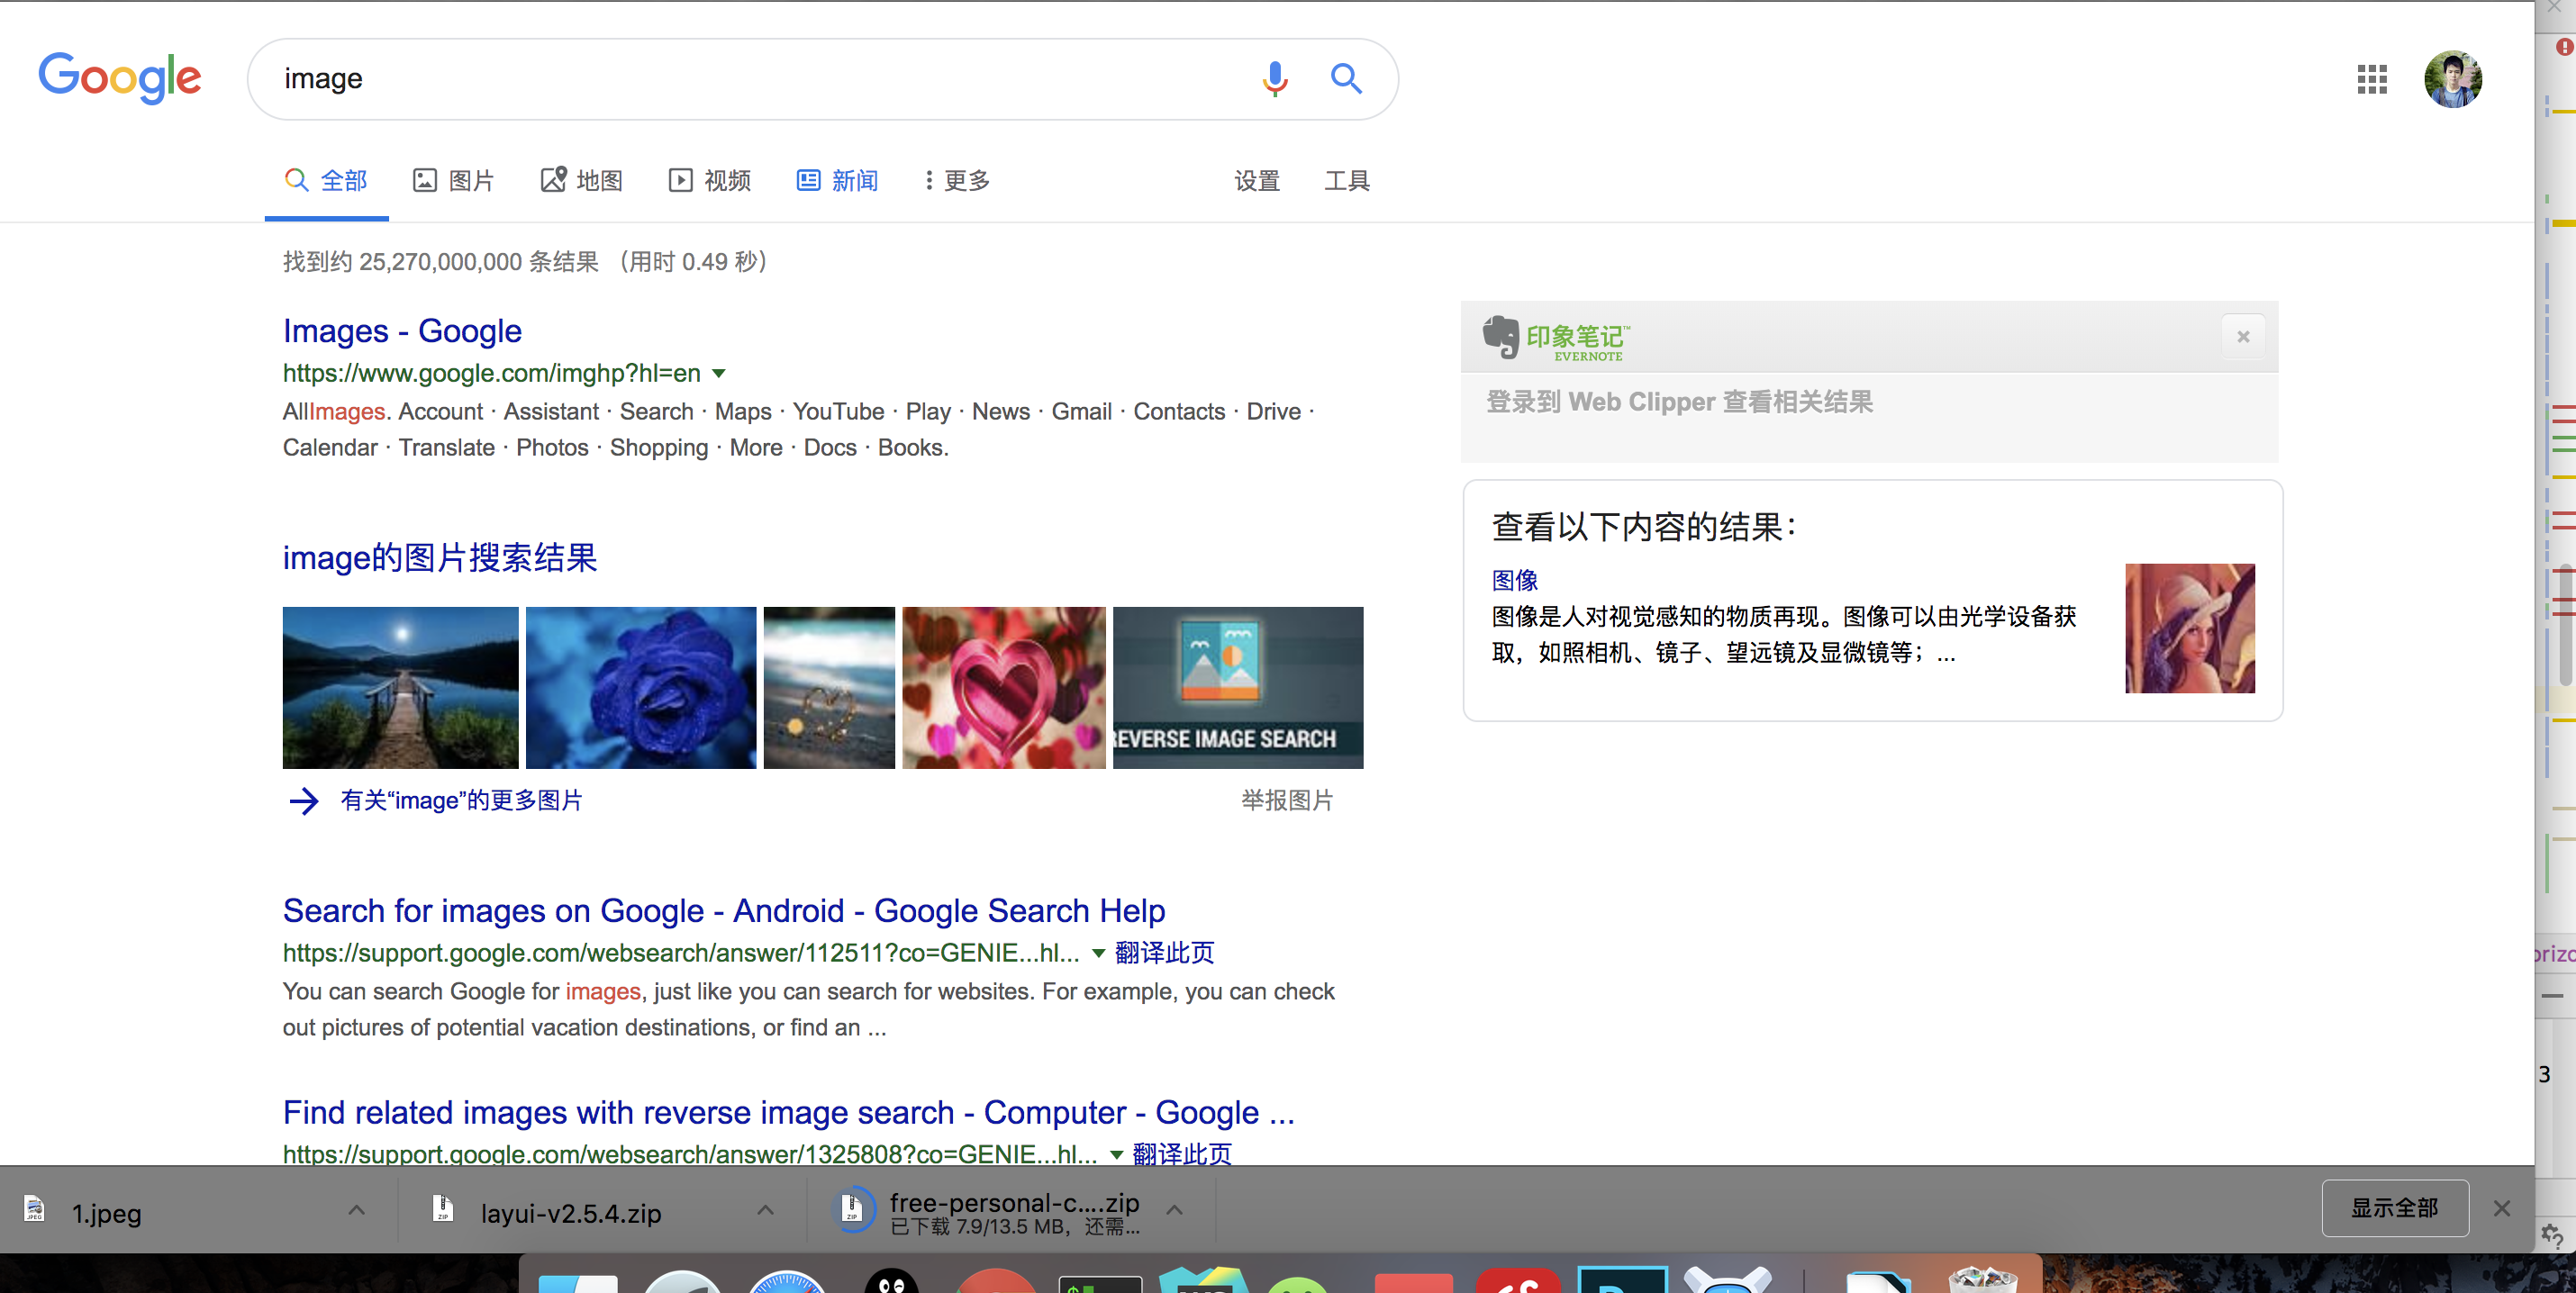 Google
image
全部
图片
地图
视频
新闻
更多
设置
工具
找到约 25,270,000,000 条结果 （用时 0.49 秒）
Images - Google
https://www.google.com/imghp?hl=en
AllImages. Account · Assistant · Search · Maps · YouTube · Play · News · Gmail · Contacts · Drive ·
Calendar · Translate · Photos · Shopping · More · Docs · Books.
image的图片搜索结果
REVERSE IMAGE SEARCH
有关“image”的更多图片
举报图片
Search for images on Google - Android - Google Search Help
https://support.google.com/websearch/answer/112511?co=GENIE...hl... 翻译此页
You can search Google for images, just like you can search for websites. For example, you can check
out pictures of potential vacation destinations, or find an ...
Find related images with reverse image search - Computer - Google ...
https://support.google.com/websearch/answer/1325808?co=GENIE...hl... 翻译此页
印象笔记™
EVERNOTE
登录到 Web Clipper 查看相关结果
查看以下内容的结果：
图像
图像是人对视觉感知的物质再现。图像可以由光学设备获
取，如照相机、镜子、望远镜及显微镜等；...
orizo
3
JPEG
1.jpeg
ZIP
layui-v2.5.4.zip
ZIP
free-personal-c....zip
已下载 7.9/13.5 MB，还需...
显示全部